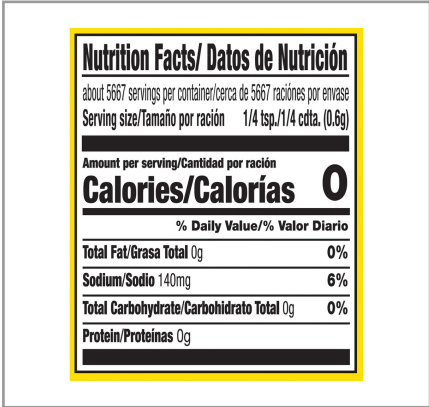 Nutrition Facts/ Datos de Nutrición
about 5667 servings per container/cerca de 5667 raciónes por envase
Serving size/Tamaño por ración 1/4 tsp./1/4 cdta. (0.6g)
Amount per serving/Cantidad por ración
Calories/Calorías 0
% Daily Value/% Valor Diario
Total Fat/Grasa Total 0g 0%
Sodium/Sodio 140mg 6%
Total Carbohydrate/Carbohidrato Total 0g 0%
Protein/Proteínas 0g